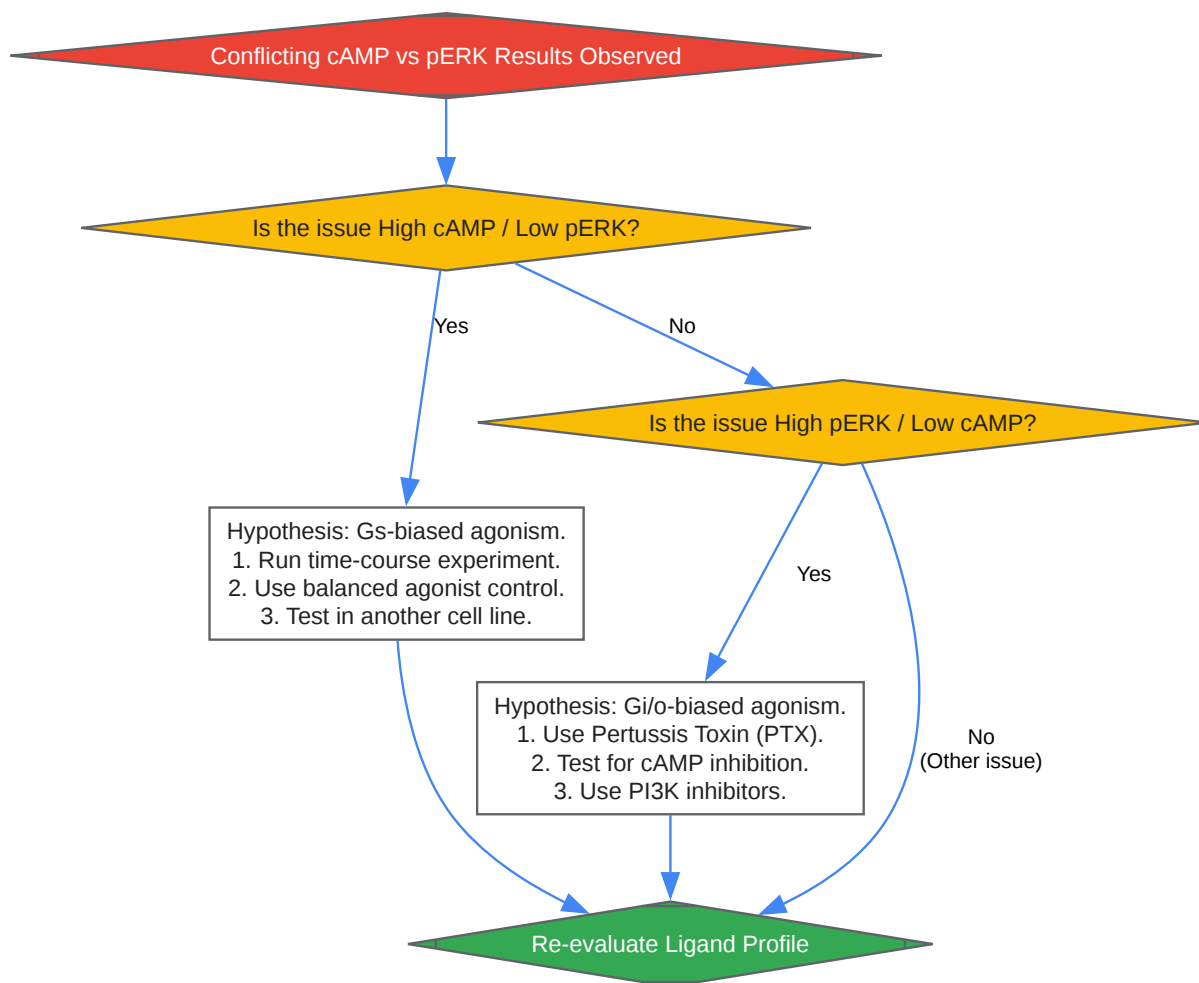 Conflicting cAMP vs pERK Results Observed
Is the issue High cAMP / Low pERK?
Yes
No
Is the issue High pERK / Low cAMP?
Hypothesis: Gs-biased agonism.
1. Run time-course experiment.
2. Use balanced agonist control.
3. Test in another cell line.
Yes
Hypothesis: Gi/o-biased agonism.
1. Use Pertussis Toxin (PTX).
2. Test for cAMP inhibition.
3. Use PI3K inhibitors.
No
(Other issue)
Re-evaluate Ligand Profile